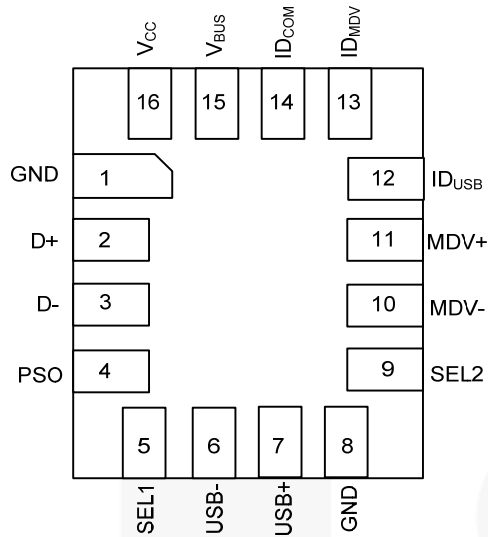 VCC VBUS IDCOM IDMDV
16 15 14 13
GND 1 12 IDUSB
D+ 2 11 MDV+
D- 3 10 MDV-
PSO 4 9 SEL2
5 6 7 8
SEL1 USB- USB+ GND